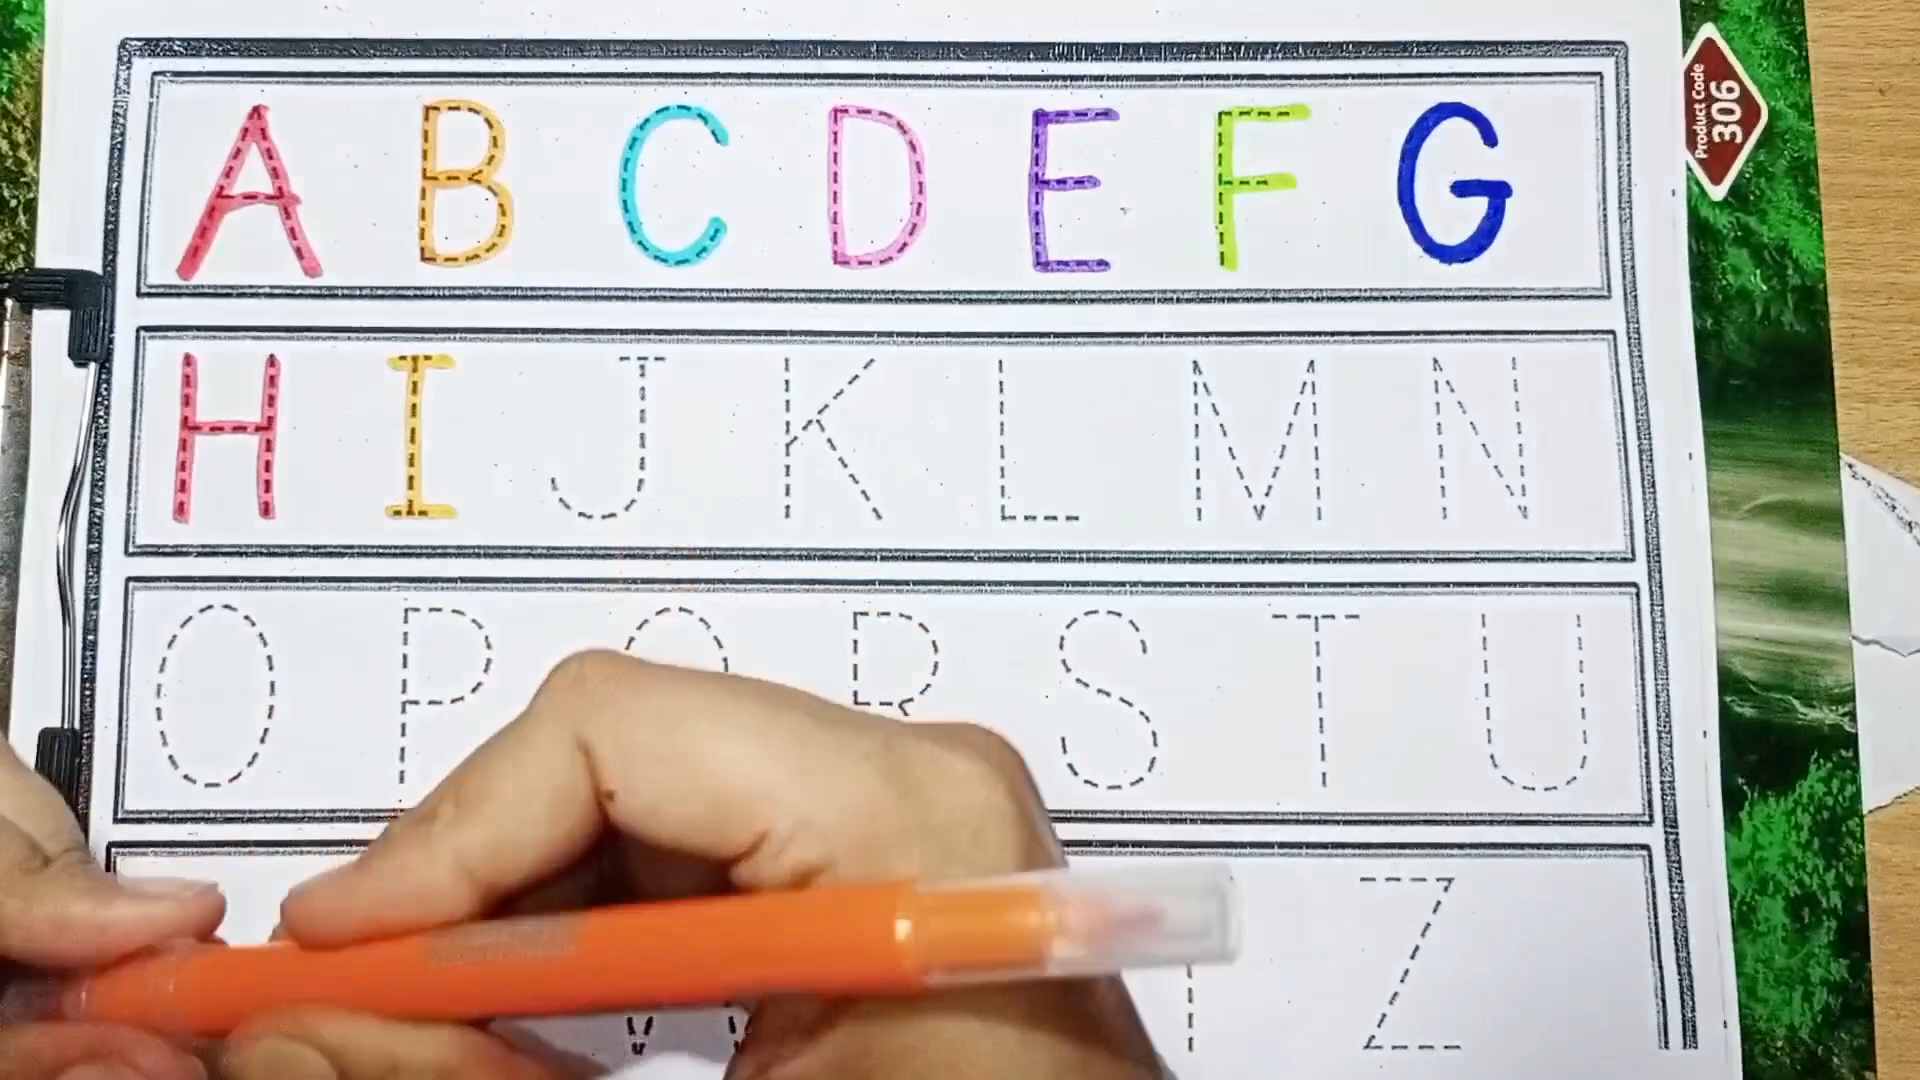 A B C D E F G
H I J K L M N
O P Q R S T U
Z
Product Code
306